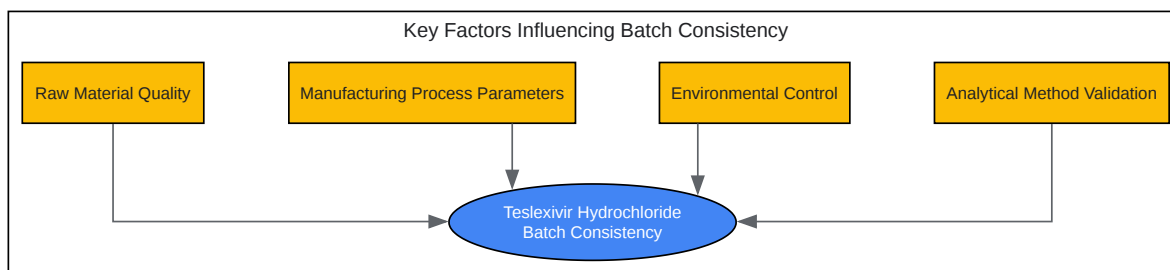 Key Factors Influencing Batch Consistency
Raw Material Quality
Manufacturing Process Parameters
Environmental Control
Analytical Method Validation
Teslexivir Hydrochloride
Batch Consistency